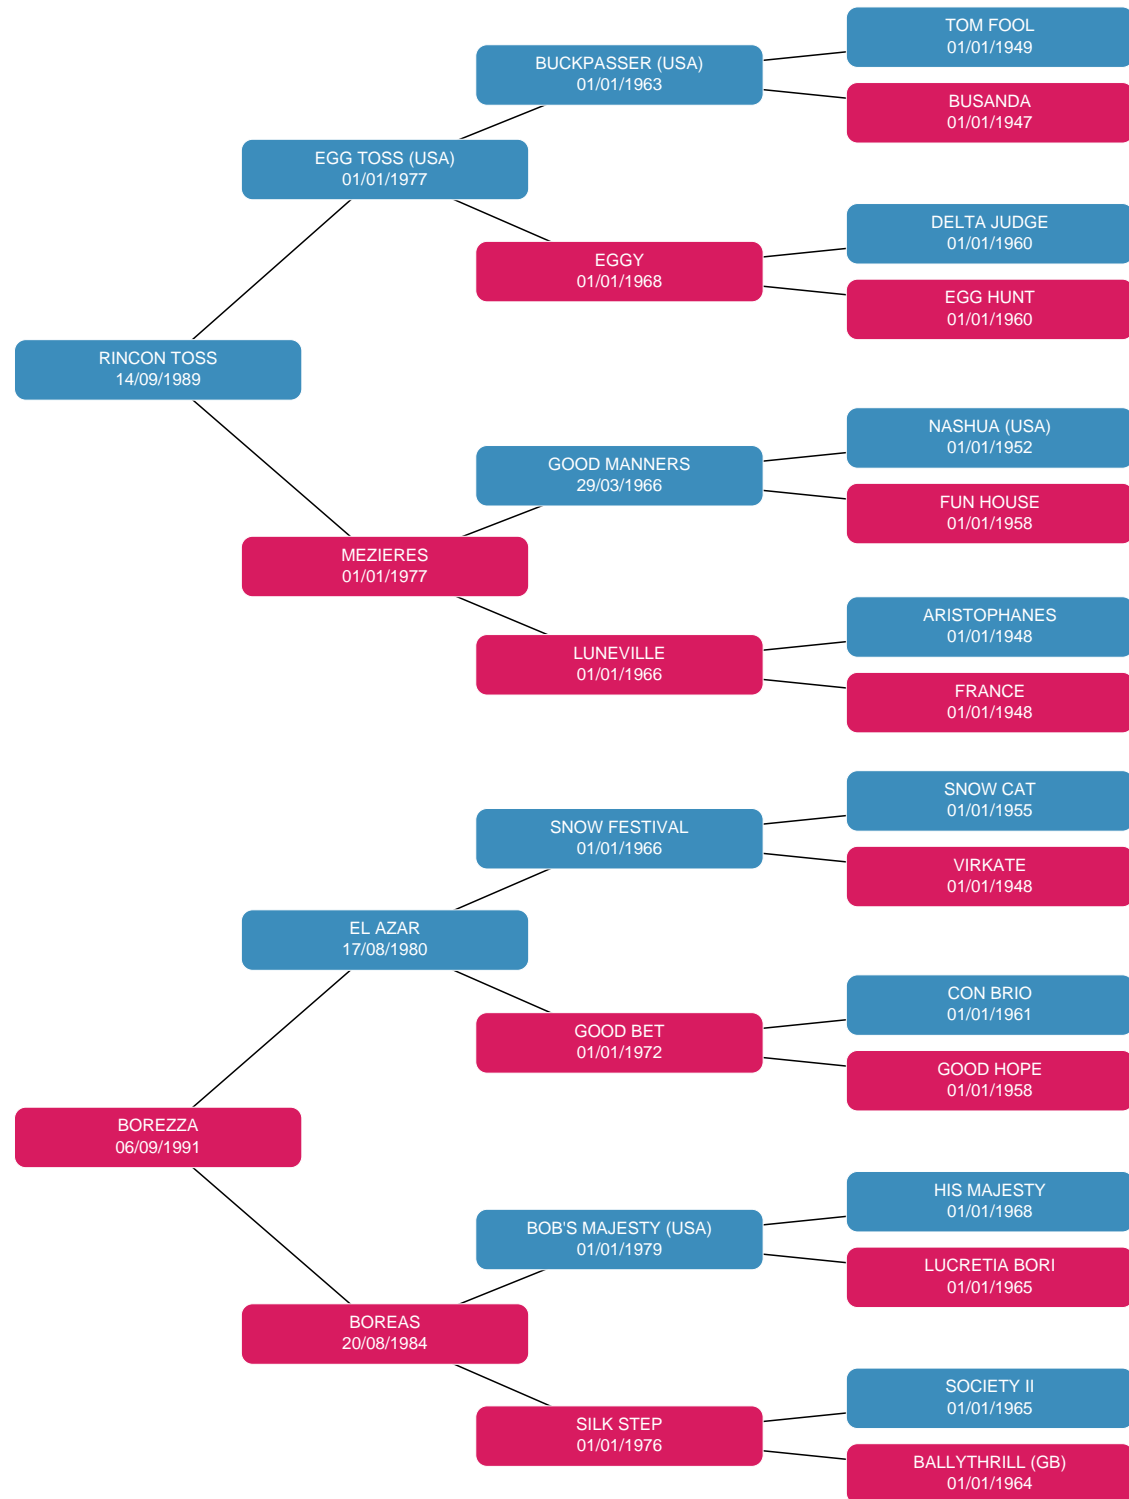 TOM FOOL
01/01/1949
BUCKPASSER (USA)
01/01/1963
BUSANDA
01/01/1947
EGG TOSS (USA)
01/01/1977
DELTA JUDGE
01/01/1960
EGGY
01/01/1968
EGG HUNT
01/01/1960
RINCON TOSS
14/09/1989
NASHUA (USA)
01/01/1952
GOOD MANNERS
29/03/1966
FUN HOUSE
01/01/1958
MEZIERES
01/01/1977
ARISTOPHANES
01/01/1948
LUNEVILLE
01/01/1966
FRANCE
01/01/1948
SNOW CAT
01/01/1955
SNOW FESTIVAL
01/01/1966
VIRKATE
01/01/1948
EL AZAR
17/08/1980
CON BRIO
01/01/1961
GOOD BET
01/01/1972
GOOD HOPE
01/01/1958
BOREZZA
06/09/1991
HIS MAJESTY
01/01/1968
BOB'S MAJESTY (USA)
01/01/1979
LUCRETIA BORI
01/01/1965
BOREAS
20/08/1984
SOCIETY II
01/01/1965
SILK STEP
01/01/1976
BALLYTHRILL (GB)
01/01/1964